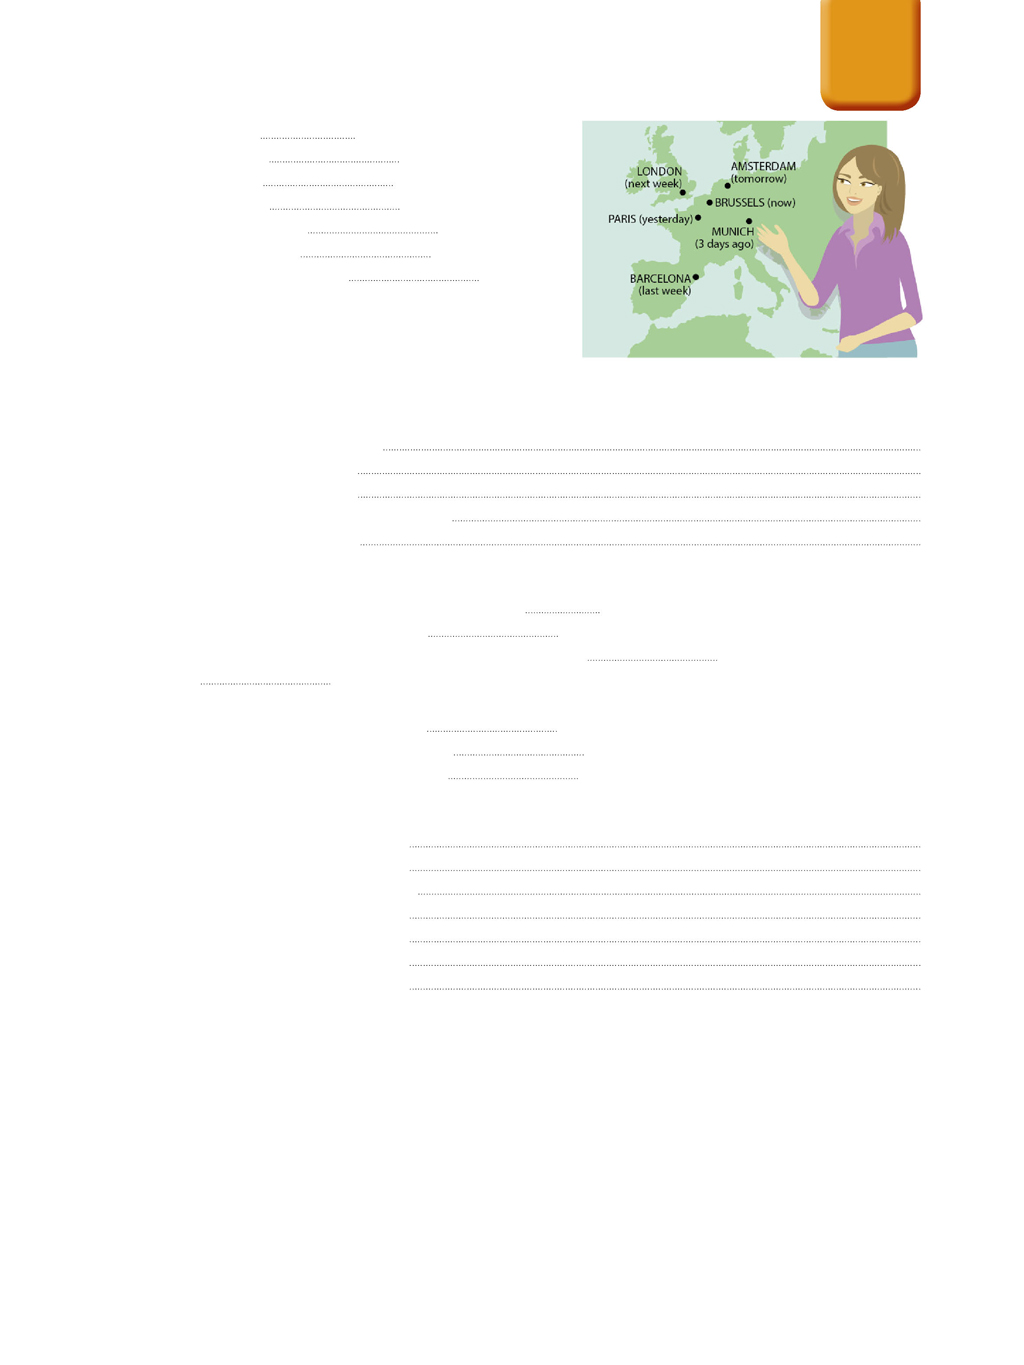 LONDON
(next week)
AMSTERDAM
(tomorrow)
BRUSSELS (now)
PARIS (yesterday)
MUNICH
(3 days ago)
BARCELONA
(last week)